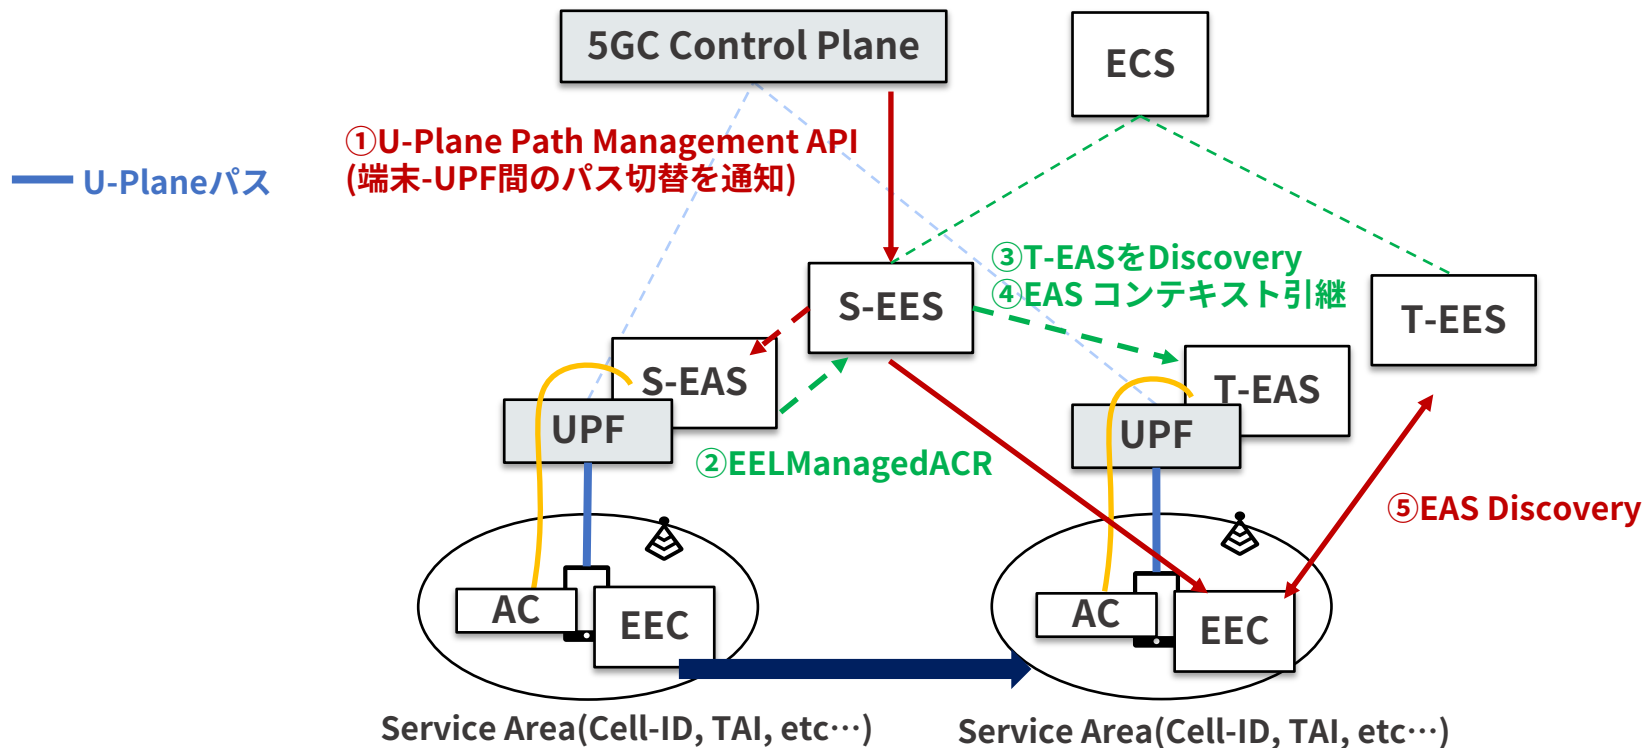 5GC Control Plane
ECS
①U-Plane Path Management API
(端末-UPF間のパス切替を通知)
U-Planeパス
③T-EASをDiscovery
④EAS コンテキスト引継
S-EES
T-EES
S-EAS
T-EAS
UPF
UPF
②EELManagedACR
⑤EAS Discovery
AC
EEC
AC
EEC
Service Area(Cell-ID, TAI, etc…)
Service Area(Cell-ID, TAI, etc…)